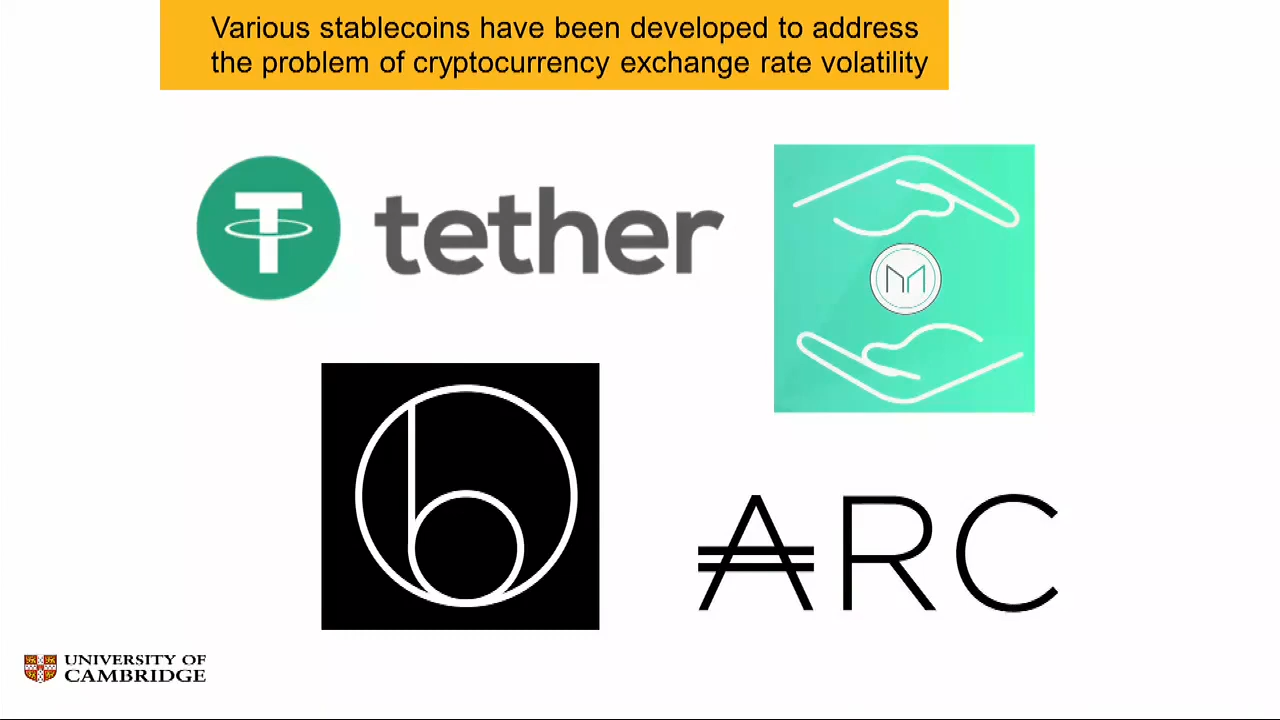 Various stablecoins have been developed to address
the problem of cryptocurrency exchange rate volatility
T tether
b
ARC
UNIVERSITY OF
CAMBRIDGE